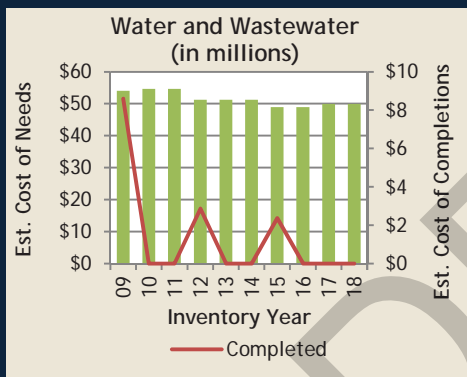 Water and Wastewater
(in millions)
Est. Cost of Needs
$60
$50
$40
$30
$20
$10
$0
$10
$8
$6
$4
$2
$0
Est. Cost of Completions
09 10 11 12 13 14 15 16 17 18
Inventory Year
Completed